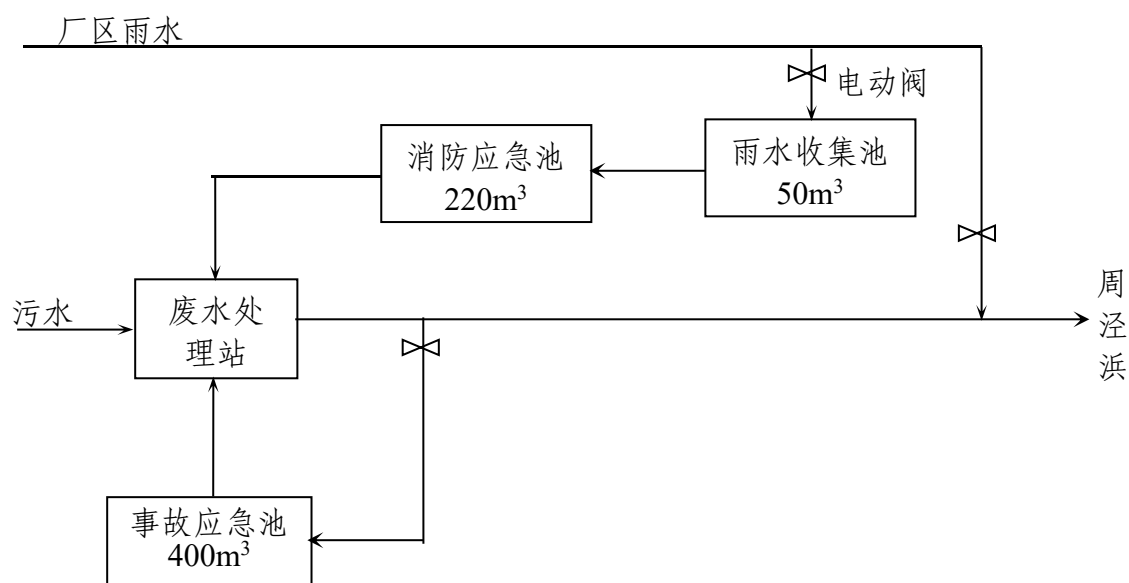 厂区雨水
电动阀
消防应急池
220m³
雨水收集池
50m³
污水
废水处
理站
周
泾
浜
事故应急池
400m³